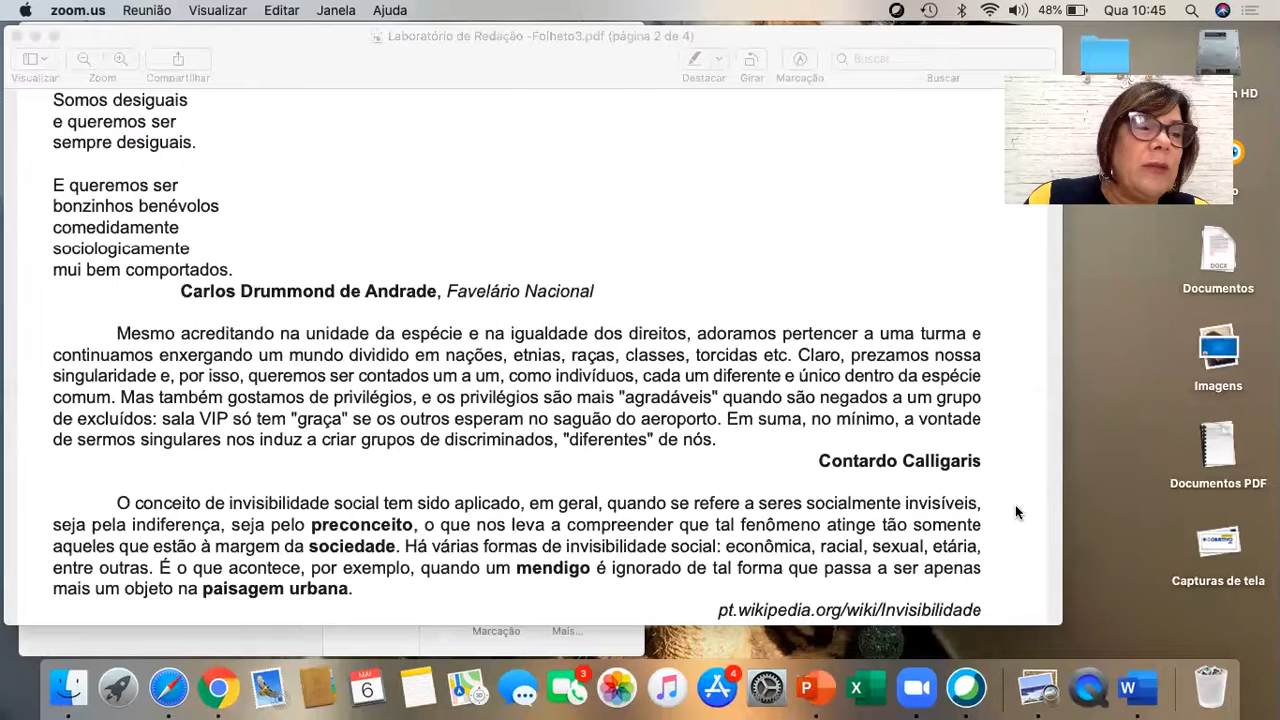 zoom.us Reunião Visualizar Editar Janela Ajuda 48% Qua 10:45
Laboratório de Redação -Folheto3.pdf (página 2 de 4)
Visualizar Zoom Compartilhar Destacar Girar Marcação Buscar
Buscar...
Somos desiguais
e queremos ser
sempre desiguais.
E queremos ser
bonzinhos benévolos
comedidamente
sociologicamente
mui bem comportados.
Carlos Drummond de Andrade, Favelário Nacional
Mesmo acreditando na unidade da espécie e na igualdade dos direitos, adoramos pertencer a uma turma e
continuamos enxergando um mundo dividido em nações, etnias, raças, classes, torcidas etc. Claro, prezamos nossa
singularidade e, por isso, queremos ser contados um a um, como indivíduos, cada um diferente e único dentro da espécie
comum. Mas também gostamos de privilégios, e os privilégios são mais "agradáveis" quando são negados a um grupo
de excluídos: sala VIP só tem "graça" se os outros esperam no saguão do aeroporto. Em suma, no mínimo, a vontade
de sermos singulares nos induz a criar grupos de discriminados, "diferentes" de nós.
Contardo Calligaris
O conceito de invisibilidade social tem sido aplicado, em geral, quando se refere a seres socialmente invisíveis,
seja pela indiferença, seja pelo preconceito, o que nos leva a compreender que tal fenômeno atinge tão somente
aqueles que estão à margem da sociedade. Há várias formas de invisibilidade social: econômica, racial, sexual, etária,
entre outras. É o que acontece, por exemplo, quando um mendigo é ignorado de tal forma que passa a ser apenas
mais um objeto na paisagem urbana.
pt.wikipedia.org/wiki/Invisibilidade
Marcação Mais...
HD
Documentos
Imagens
Documentos PDF
Capturas de tela
DOCX
OBJETIVO
MAI
6
3
4
P
X
W